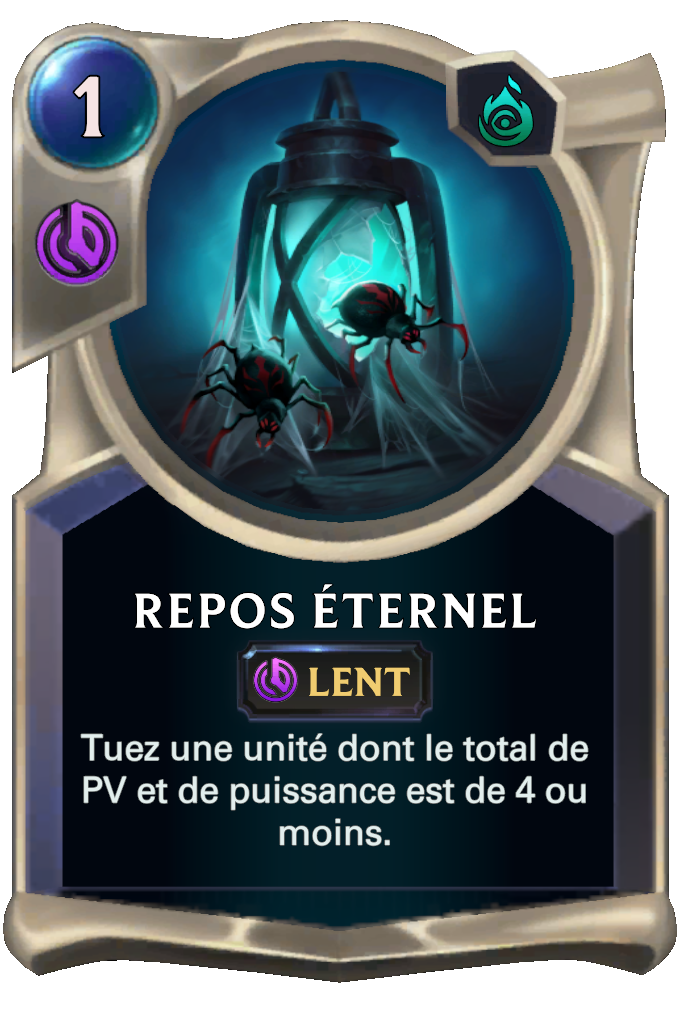 1
REPOS ÉTERNEL
LENT
Tuez une unité dont le total de
PV et de puissance est de 4 ou
moins.